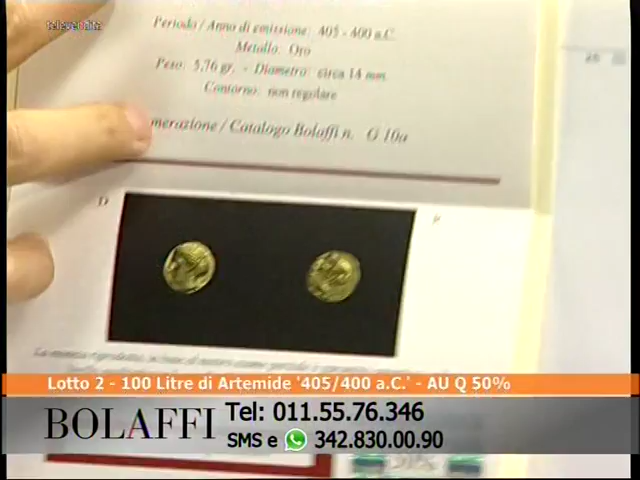 Periodo / Anno di emissione: 405 - 400 a.C
Metallo: Oro
Peso: 5,76 gr. - Diametro: circa 14 mm
Contorno: non regolare
merazione / Catalogo Bolaffi n. G 10a
D
Lotto 2 - 100 Litre di Artemide '405/400 a.C.' - AU Q 50%
BOLAFFI
Tel: 011.55.76.346
SMS e 342.830.00.90